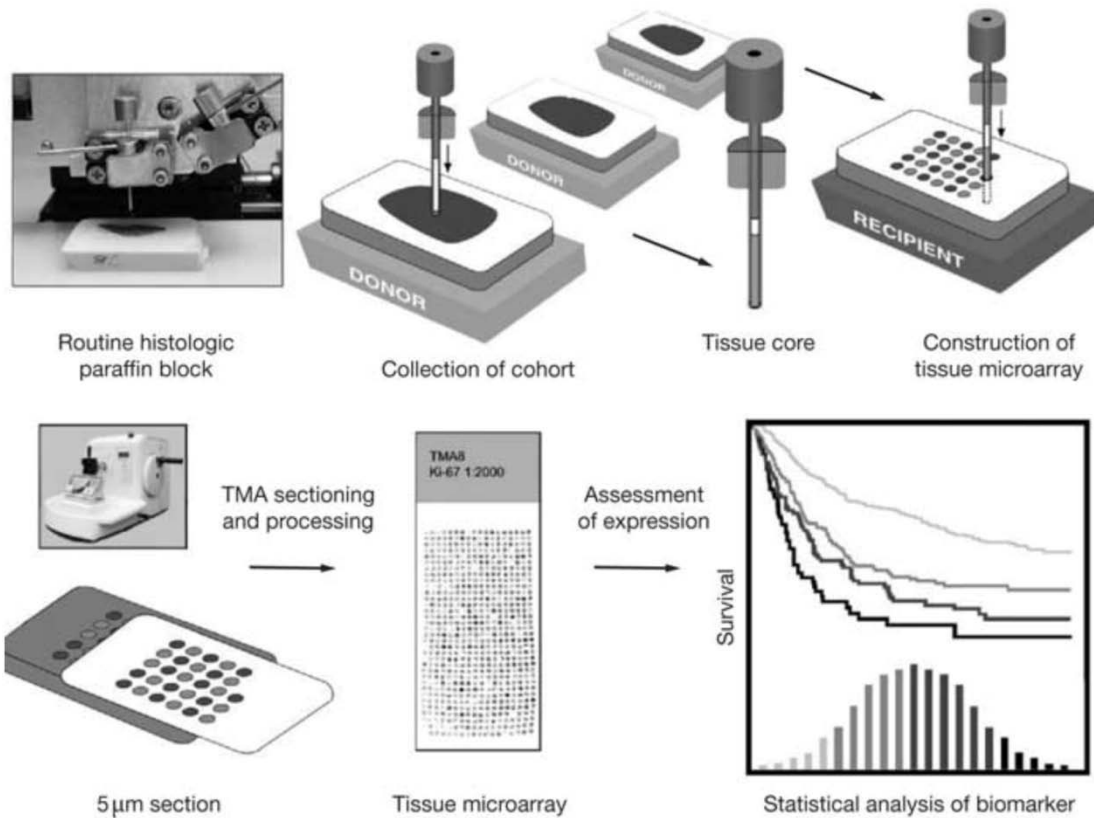 DONOR
DONOR
DONOR
RECIPIENT
Routine histologic
paraffin block
Collection of cohort
Tissue core
Construction of
tissue microarray
TMA sectioning
and processing
TMA8
Ki-67 1:2000
Assessment
of expression
Survival
5 µm section
Tissue microarray
Statistical analysis of biomarker